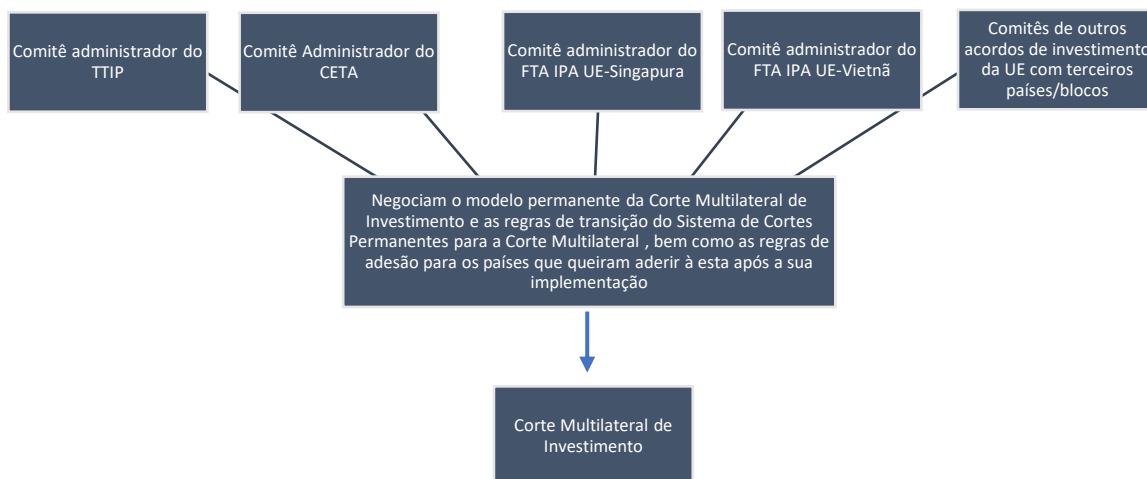 Comitê administrador do
TTIP
Comitê Administrador do
CETA
Comitê administrador do
FTA IPA UE-Singapura
Comitê administrador do
FTA IPA UE-Vietnã
Comitês de outros
acordos de investimento
da UE com terceiros
países/blocos
Negociam o modelo permanente da Corte Multilateral de
Investimento e as regras de transição do Sistema de Cortes
Permanentes para a Corte Multilateral , bem como as regras de
adesão para os países que queiram aderir à esta após a sua
implementação
Corte Multilateral de
Investimento